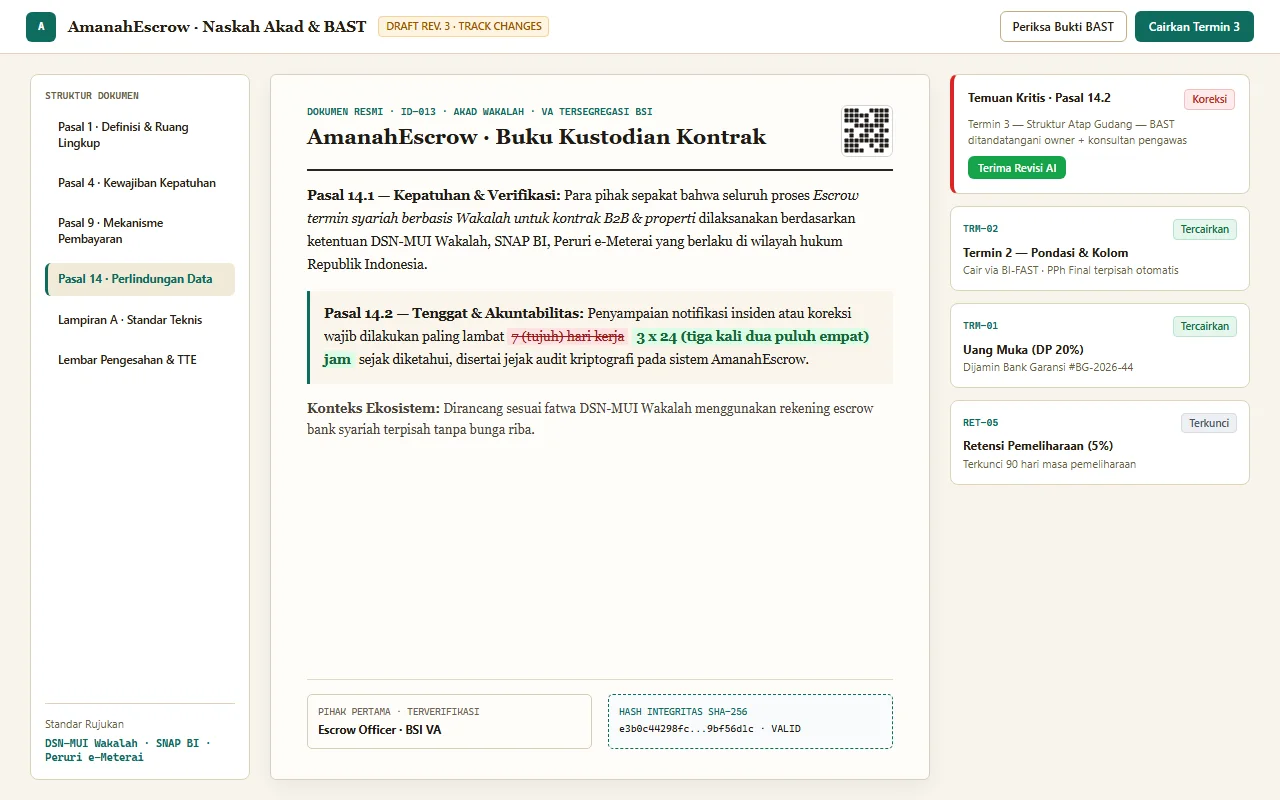 A
AmanahEscrow · Naskah Akad & BAST
DRAFT REV. 3 · TRACK CHANGES
Periksa Bukti BAST
Cairkan Termin 3
STRUKTUR DOKUMEN
Pasal 1 · Definisi & Ruang
Lingkup
Pasal 4 · Kewajiban Kepatuhan
Pasal 9 · Mekanisme
Pembayaran
Pasal 14 · Perlindungan Data
Lampiran A · Standar Teknis
Lembar Pengesahan & TTE
Standar Rujukan
DSN-MUI Wakalah · SNAP BI ·
Peruri e-Meterai
DOKUMEN RESMI · ID-013 · AKAD WAKALAH · VA TERSEGREGASI BSI
AmanahEscrow · Buku Kustodian Kontrak
Pasal 14.1 — Kepatuhan & Verifikasi: Para pihak sepakat bahwa seluruh proses Escrow
termin syariah berbasis Wakalah untuk kontrak B2B & properti dilaksanakan berdasarkan
ketentuan DSN-MUI Wakalah, SNAP BI, Peruri e-Meterai yang berlaku di wilayah hukum
Republik Indonesia.
Pasal 14.2 — Tenggat & Akuntabilitas: Penyampaian notifikasi insiden atau koreksi
wajib dilakukan paling lambat 7 (tujuh) hari kerja 3 x 24 (tiga kali dua puluh empat)
jam sejak diketahui, disertai jejak audit kriptografi pada sistem AmanahEscrow.
Konteks Ekosistem: Dirancang sesuai fatwa DSN-MUI Wakalah menggunakan rekening escrow
bank syariah terpisah tanpa bunga riba.
PIHAK PERTAMA · TERVERIFIKASI
Escrow Officer · BSI VA
HASH INTEGRITAS SHA-256
e3b0c44298fc...9bf56d1c · VALID
Temuan Kritis · Pasal 14.2
Koreksi
Termin 3 — Struktur Atap Gudang — BAST
ditandatangani owner + konsultan pengawas
Terima Revisi AI
TRM-02
Tercairkan
Termin 2 — Pondasi & Kolom
Cair via BI-FAST · PPh Final terpisah otomatis
TRM-01
Tercairkan
Uang Muka (DP 20%)
Dijamin Bank Garansi #BG-2026-44
RET-05
Terkunci
Retensi Pemeliharaan (5%)
Terkunci 90 hari masa pemeliharaan